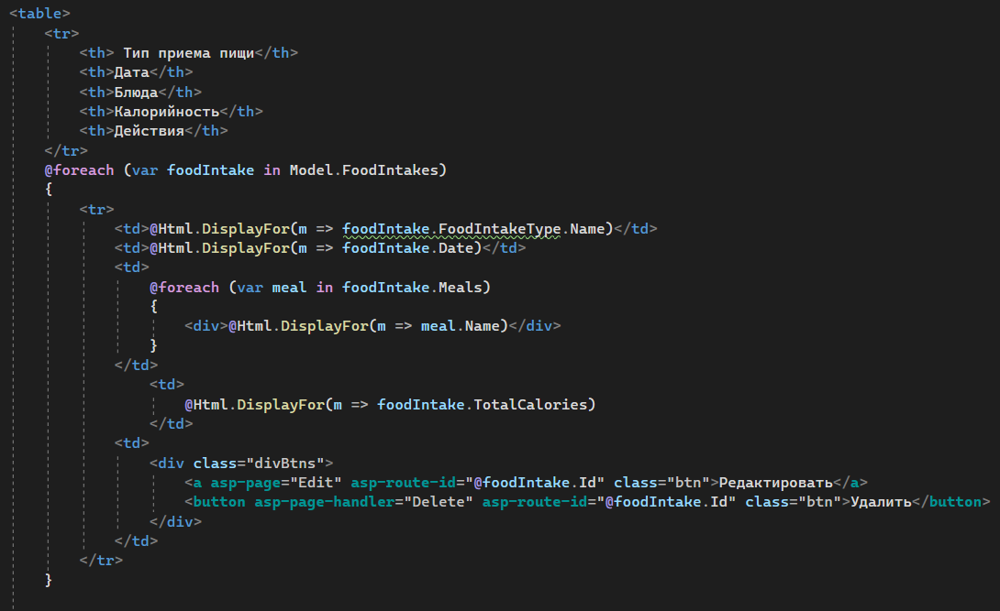 <table>
<tr>
<th> Тип приема пищи</th>
<th>Дата</th>
<th>Блюда</th>
<th>Калорийность</th>
<th>Действия</th>
</tr>
@foreach (var foodIntake in Model.FoodIntakes)
{
<tr>
<td>@Html.DisplayFor(m => foodIntake.FoodIntakeType.Name)</td>
<td>@Html.DisplayFor(m => foodIntake.Date)</td>
<td>
@foreach (var meal in foodIntake.Meals)
{
<div>@Html.DisplayFor(m => meal.Name)</div>
}
</td>
<td>
@Html.DisplayFor(m => foodIntake.TotalCalories)
</td>
<td>
<div class="divBtns">
<a asp-page="Edit" asp-route-id="@foodIntake.Id" class="btn">Редактировать</a>
<button asp-page-handler="Delete" asp-route-id="@foodIntake.Id" class="btn">Удалить</button>
</div>
</td>
</tr>
}